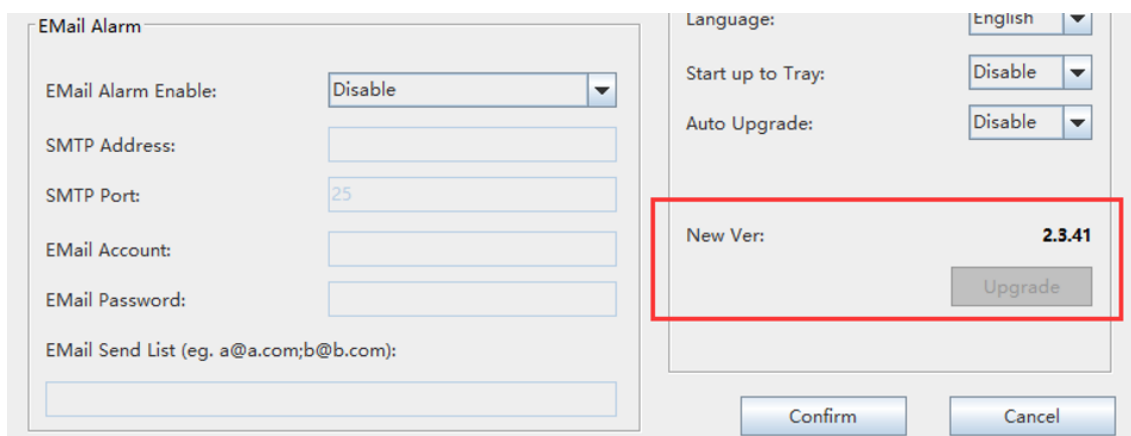 EMail Alarm
EMail Alarm Enable: Disable
SMTP Address:
SMTP Port: 25
EMail Account:
EMail Password:
EMail Send List (eg. a@a.com;b@b.com):
Language: English
Start up to Tray: Disable
Auto Upgrade: Disable
New Ver: 2.3.41
Upgrade
Confirm Cancel